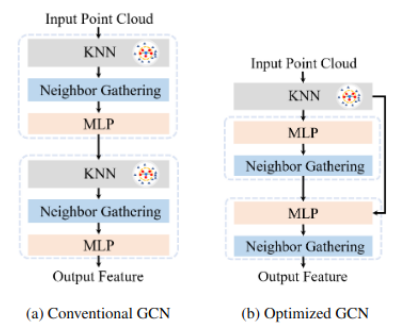 Input Point Cloud
KNN
Neighbor Gathering
MLP
KNN
Neighbor Gathering
MLP
Output Feature
(a) Conventional GCN
Input Point Cloud
KNN
MLP
Neighbor Gathering
MLP
Neighbor Gathering
Output Feature
(b) Optimized GCN